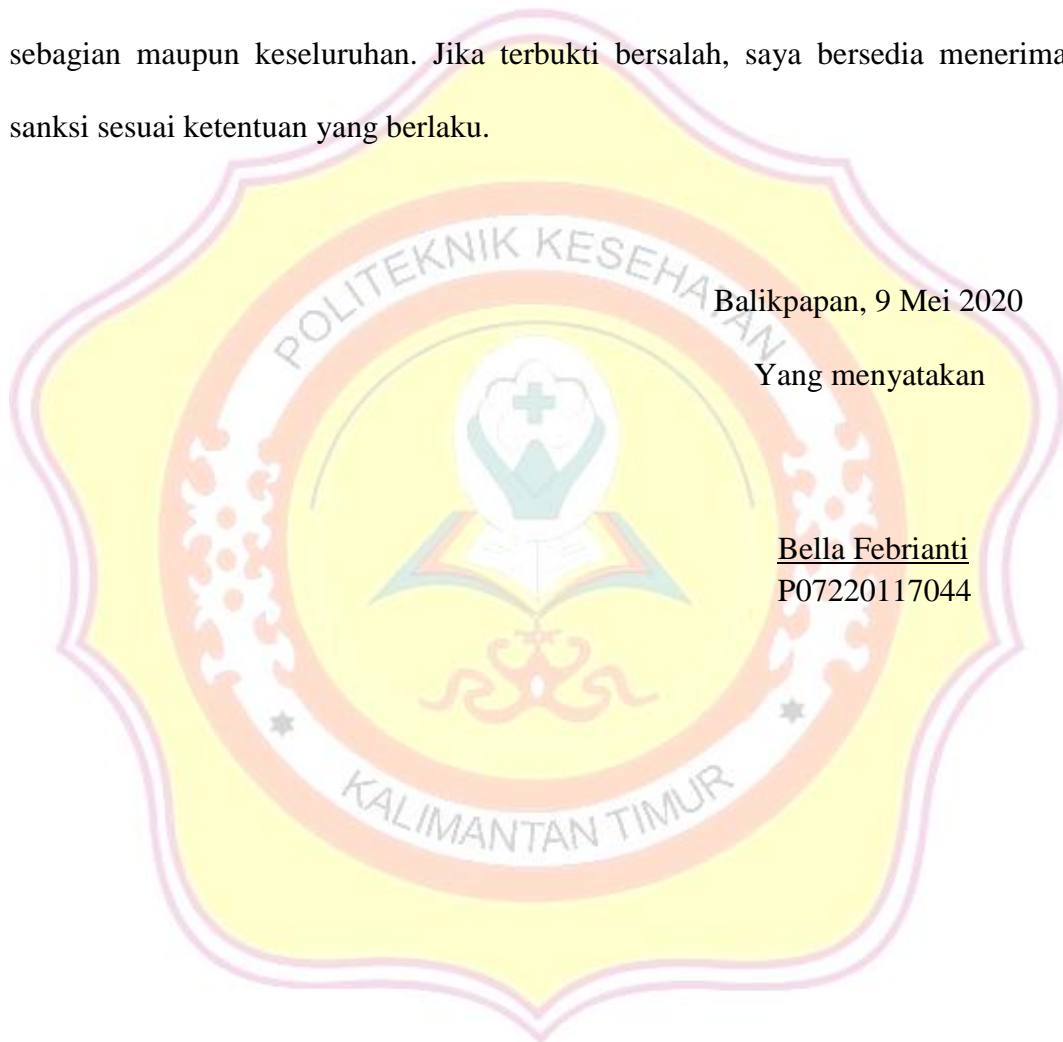 sebagian maupun keseluruhan. Jika terbukti bersalah, saya bersedia menerima
sanksi sesuai ketentuan yang berlaku.
POLITEKNIK KESEHATAN
Balikpapan, 9 Mei 2020
Yang menyatakan
Bella Febrianti
P07220117044
KALIMANTAN TIMUR